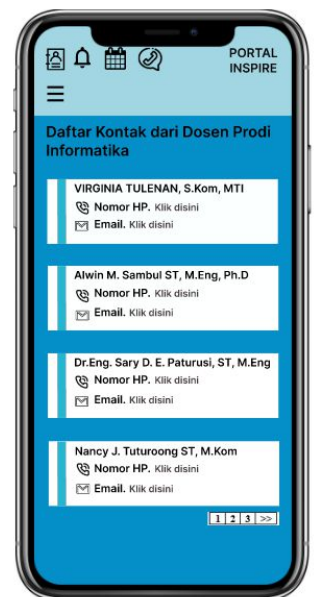 PORTAL
INSPIRE
Daftar Kontak dari Dosen Prodi
Informatika
VIRGINIA TULENAN, S.Kom, MTI
Nomor HP. Klik disini
Email. Klik disini
Alwin M. Sambul ST, M.Eng, Ph.D
Nomor HP. Klik disini
Email. Klik disini
Dr.Eng. Sary D. E. Paturusi, ST, M.Eng
Nomor HP. Klik disini
Email. Klik disini
Nancy J. Tuturoong ST, M.Kom
Nomor HP. Klik disini
Email. Klik disini
1 2 3 >>